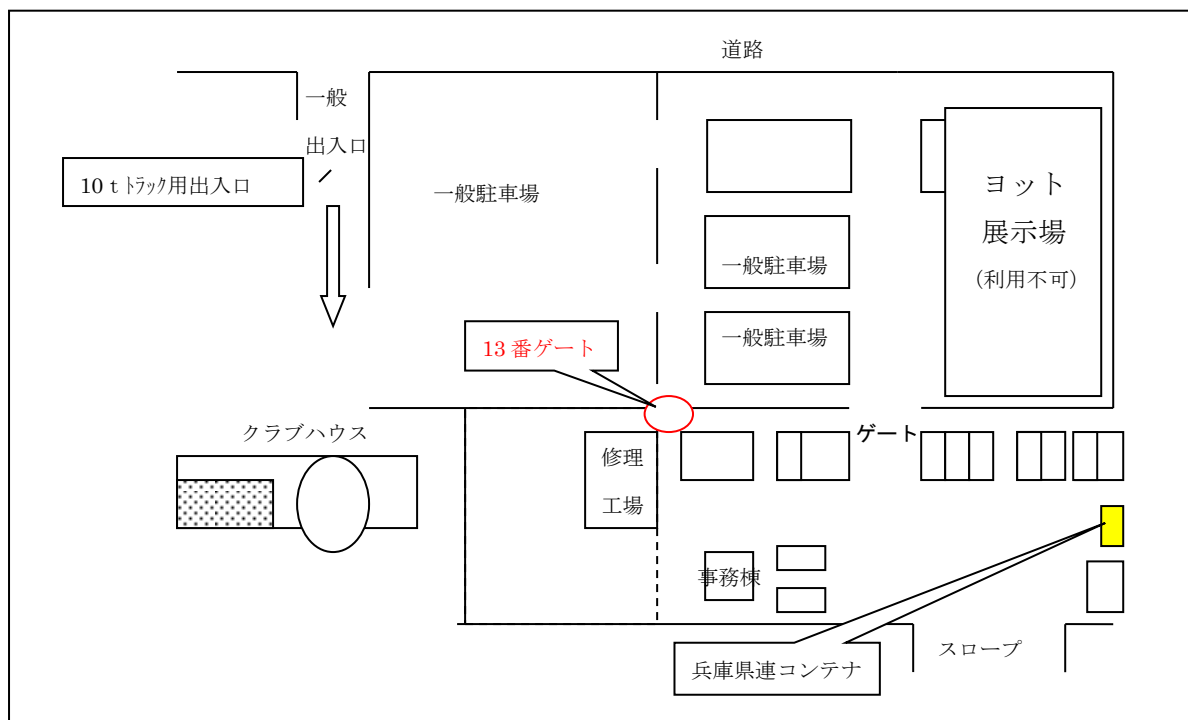 道路
一般
出入口
10ｔﾄﾗｯｸ用出入口
一般駐車場
ヨット
展示場
(利用不可)
一般駐車場
13 番ゲート
一般駐車場
クラブハウス
ゲート
修理
工場
事務棟
スロープ
兵庫県連コンテナ